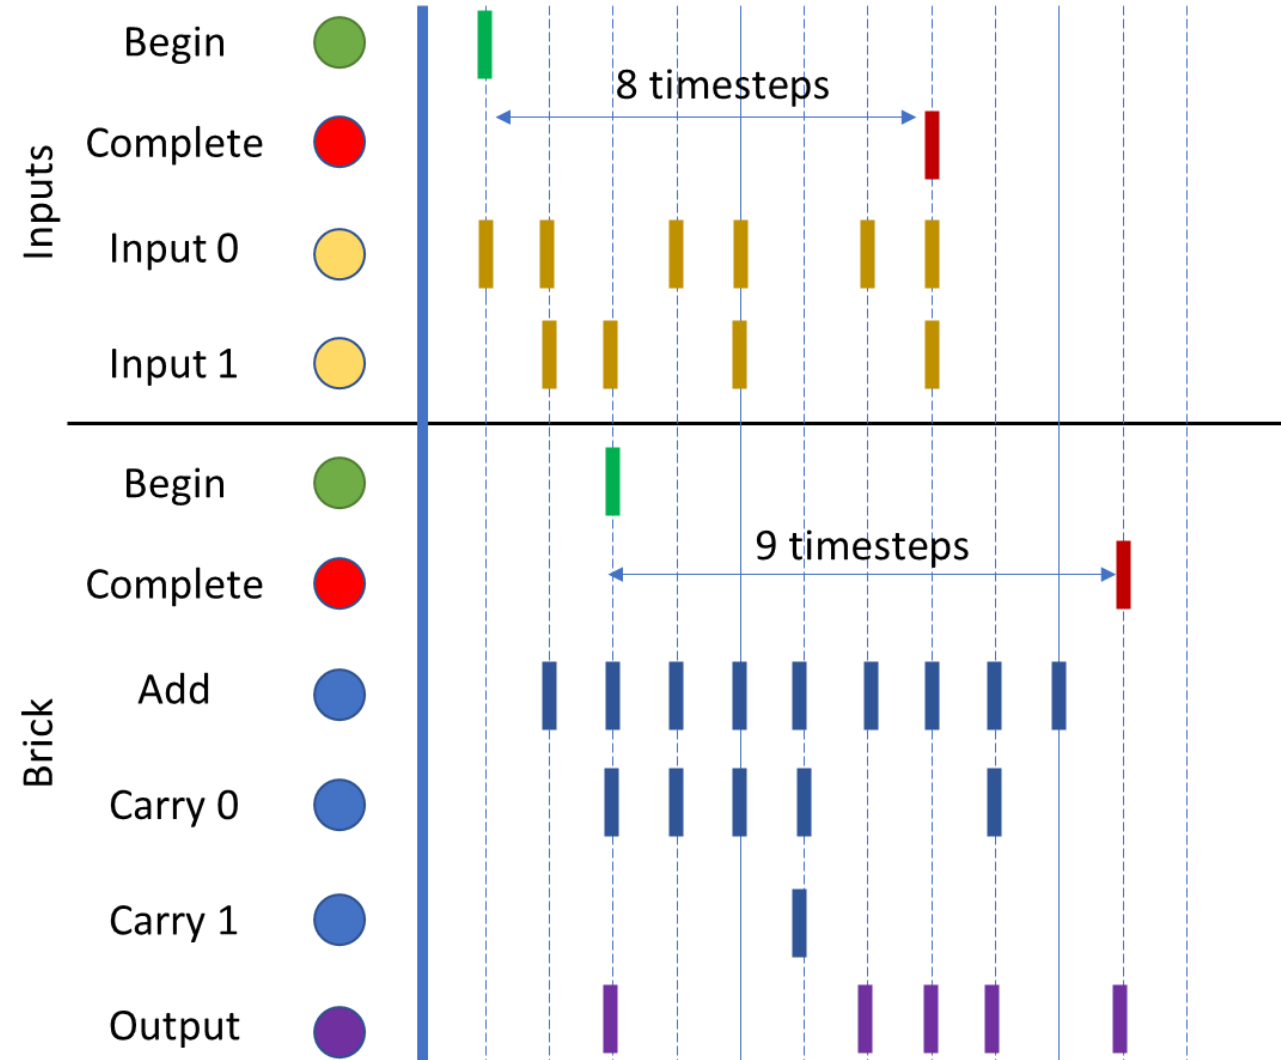 Inputs
Begin
8 timesteps
Complete
Input 0
Input 1
Brick
Begin
9 timesteps
Complete
Add
Carry 0
Carry 1
Output